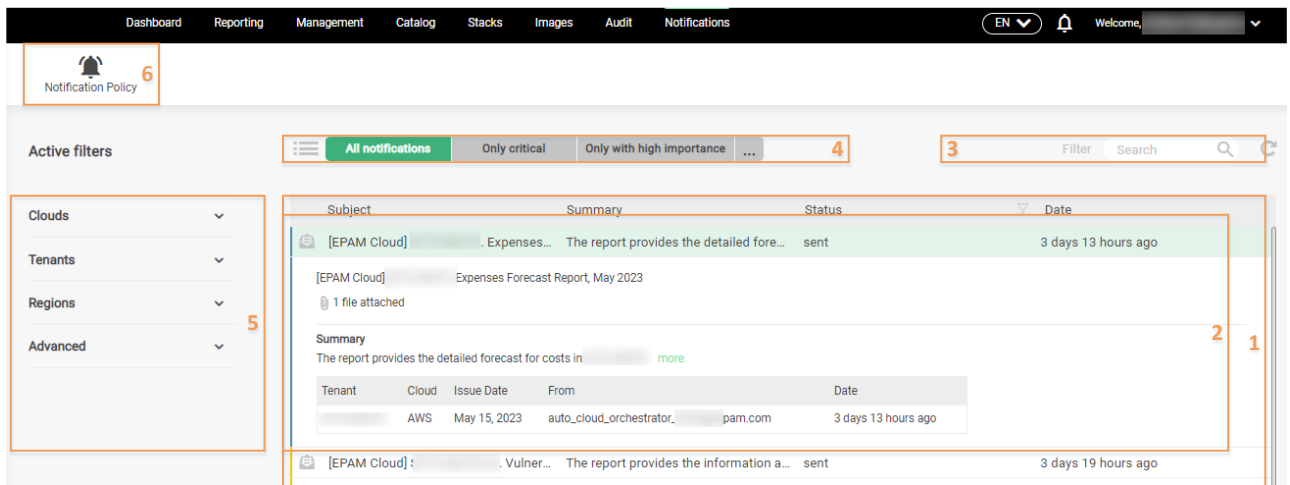 Dashboard Reporting Management Catalog Stacks Images Audit Notifications EN Welcome,
Notification Policy 6
Active filters
All notifications Only critical Only with high importance ... 4
3 Filter Search
Clouds
Tenants
Regions
Advanced
5
Subject Summary Status Date
[EPAM Cloud] . Expenses... The report provides the detailed fore... sent 3 days 13 hours ago
[EPAM Cloud] Expenses Forecast Report, May 2023
1 file attached
2
1
Summary
The report provides the detailed forecast for costs in more
Tenant Cloud Issue Date From Date
AWS May 15, 2023 auto_cloud_orchestrator_ pam.com 3 days 13 hours ago
[EPAM Cloud] . Vulner... The report provides the information a... sent 3 days 19 hours ago